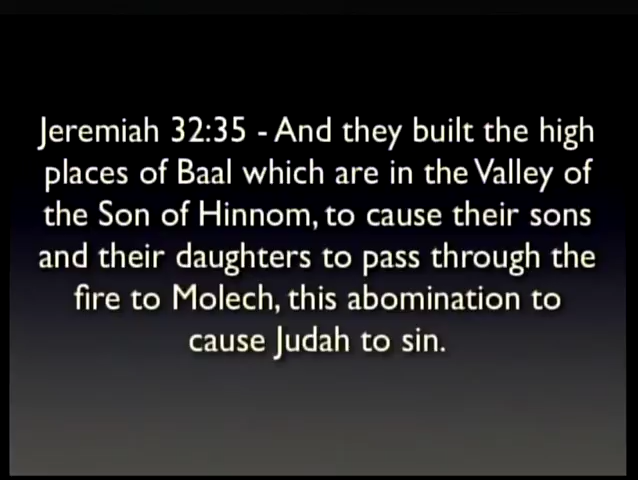 Jeremiah 32:35 - And they built the high
places of Baal which are in the Valley of
the Son of Hinnom, to cause their sons
and their daughters to pass through the
fire to Molech, this abomination to
cause Judah to sin.